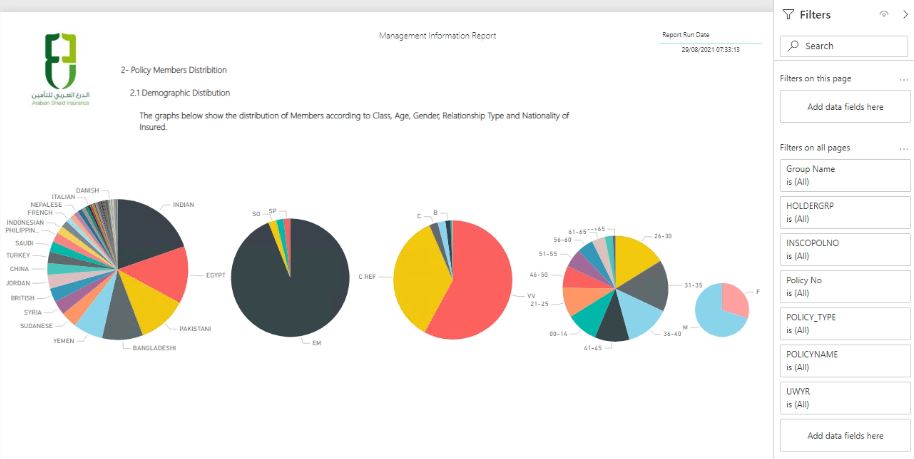 Management Information Report
Report Run Date
29/08/2021 07:33:13
الدرع العربي للتأمين
Arabian Shield Insurance
2- Policy Members Distribition
2.1 Demographic Distibution
The graphs below show the distribution of Members according to Class, Age, Gender, Relationship Type and Nationality of
Insured.
DANISH
ITALIAN
NEPALESE
FRENCH
INDONESIAN
PHILIPPIN...
SAUDI
TURKEY
CHINA
JORDAN
BRITISH
SYRIA
SUDANESE
YEMEN
BANGLADESHI
PAKISTANI
EGYPT
INDIAN
SO
SP
EM
C
B
C REF
VV
61-65
56-60
51-55
46-50
21-25
00-14
41-45
36-40
31-35
26-30
F
M
Filters
Search
Filters on this page
...
Add data fields here
Filters on all pages
...
Group Name
is (All)
HOLDERGRP
is (All)
INSCOPOLNO
is (All)
Policy No
is (All)
POLICY_TYPE
is (All)
POLICYNAME
is (All)
UWYR
is (All)
Add data fields here